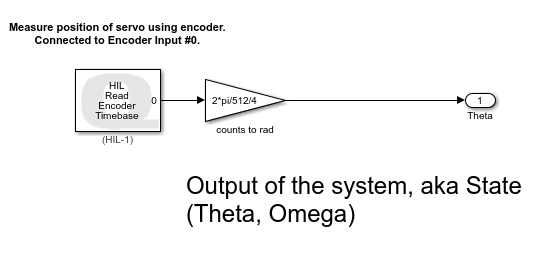 Measure position of servo using encoder.
Connected to Encoder Input #0.
HIL
Read
Encoder
Timebase
0
(HIL-1)
2*pi/512/4
counts to rad
1
Theta
Output of the system, aka State
(Theta, Omega)